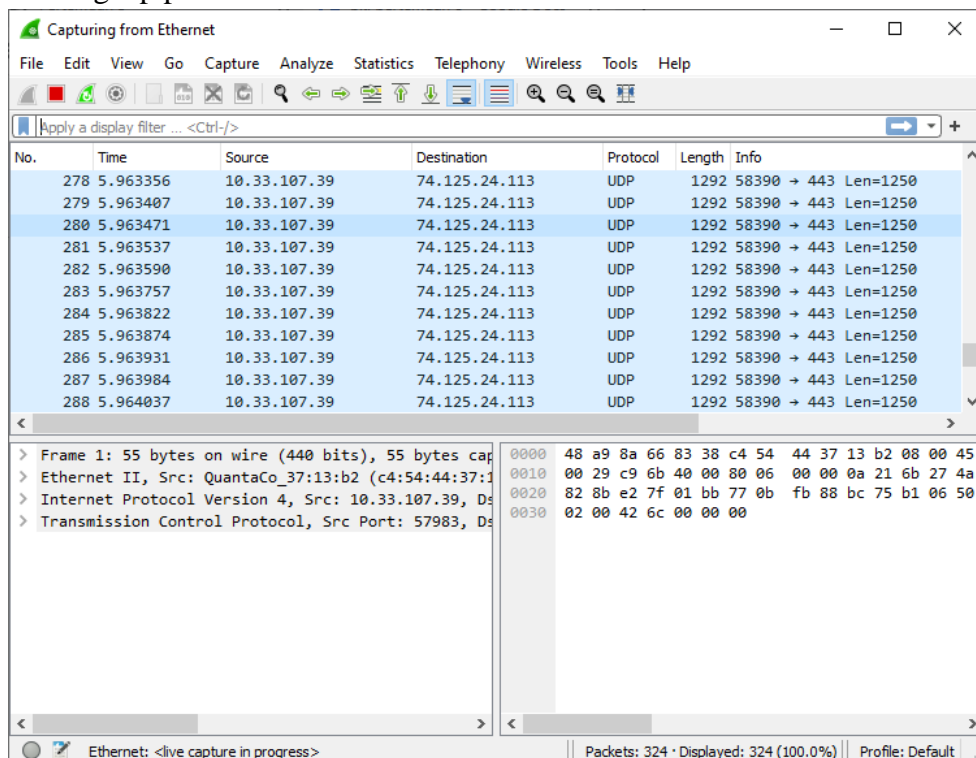 Capturing from Ethernet
File Edit View Go Capture Analyze Statistics Telephony Wireless Tools Help
Apply a display filter ... <Ctrl-/>
No. Time Source Destination Protocol Length Info
278 5.963356 10.33.107.39 74.125.24.113 UDP 1292 58390 → 443 Len=1250
279 5.963407 10.33.107.39 74.125.24.113 UDP 1292 58390 → 443 Len=1250
280 5.963471 10.33.107.39 74.125.24.113 UDP 1292 58390 → 443 Len=1250
281 5.963537 10.33.107.39 74.125.24.113 UDP 1292 58390 → 443 Len=1250
282 5.963590 10.33.107.39 74.125.24.113 UDP 1292 58390 → 443 Len=1250
283 5.963757 10.33.107.39 74.125.24.113 UDP 1292 58390 → 443 Len=1250
284 5.963822 10.33.107.39 74.125.24.113 UDP 1292 58390 → 443 Len=1250
285 5.963874 10.33.107.39 74.125.24.113 UDP 1292 58390 → 443 Len=1250
286 5.963931 10.33.107.39 74.125.24.113 UDP 1292 58390 → 443 Len=1250
287 5.963984 10.33.107.39 74.125.24.113 UDP 1292 58390 → 443 Len=1250
288 5.964037 10.33.107.39 74.125.24.113 UDP 1292 58390 → 443 Len=1250
> Frame 1: 55 bytes on wire (440 bits), 55 bytes cap
> Ethernet II, Src: QuantaCo_37:13:b2 (c4:54:44:37:1
> Internet Protocol Version 4, Src: 10.33.107.39, Ds
> Transmission Control Protocol, Src Port: 57983, Ds
0000 48 a9 8a 66 83 38 c4 54 44 37 13 b2 08 00 45
0010 00 29 c9 6b 40 00 80 06 00 00 0a 21 6b 27 4a
0020 82 8b e2 7f 01 bb 77 0b fb 88 bc 75 b1 06 50
0030 02 00 42 6c 00 00 00
Ethernet: <live capture in progress> Packets: 324 · Displayed: 324 (100.0%) Profile: Default